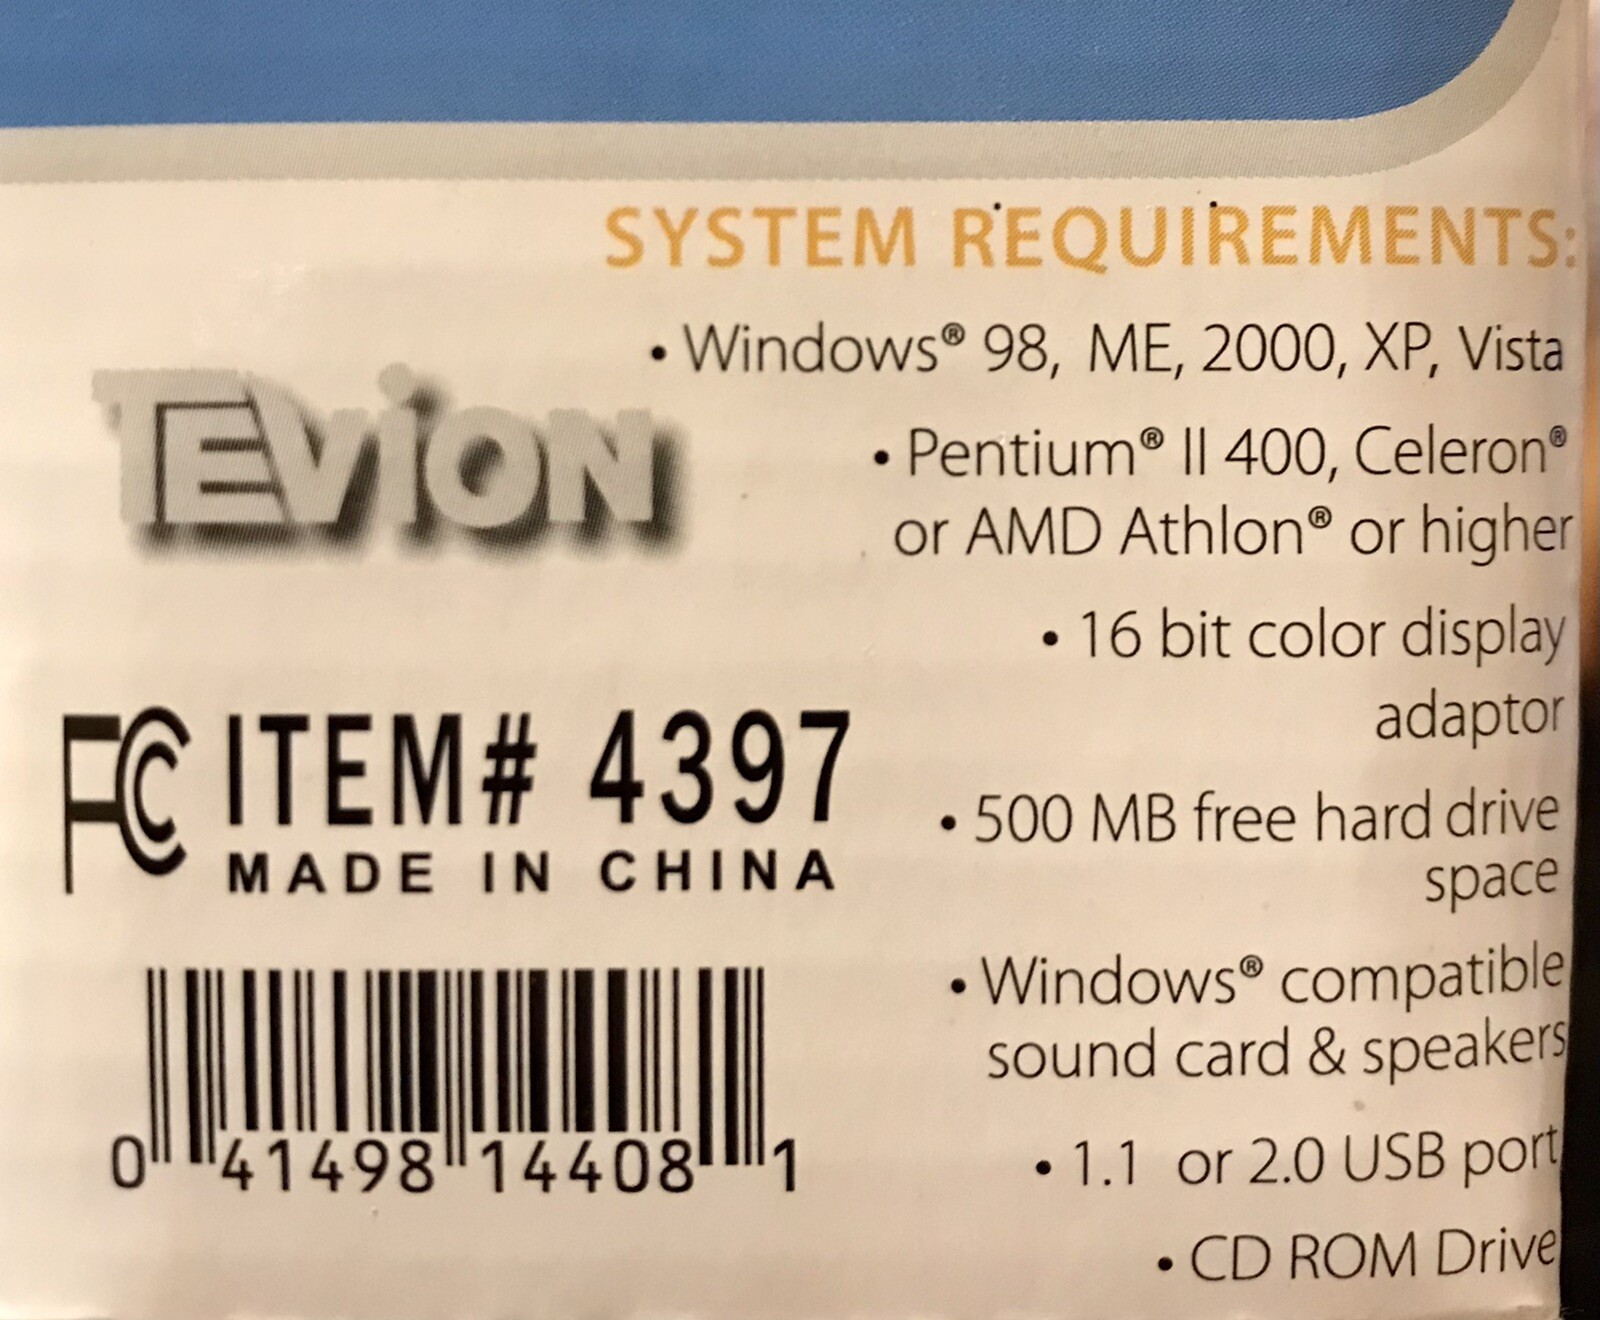 SYSTEM REQUIREMENTS:
• Windows® 98, ME, 2000, XP, Vista
• Pentium® II 400, Celeron®
or AMD Athlon® or higher
• 16 bit color display
adaptor
• 500 MB free hard drive
space
• Windows® compatible
sound card & speakers
• 1.1 or 2.0 USB port
• CD ROM Drive
TEViON
FC ITEM# 4397
MADE IN CHINA
0 41498 14408 1